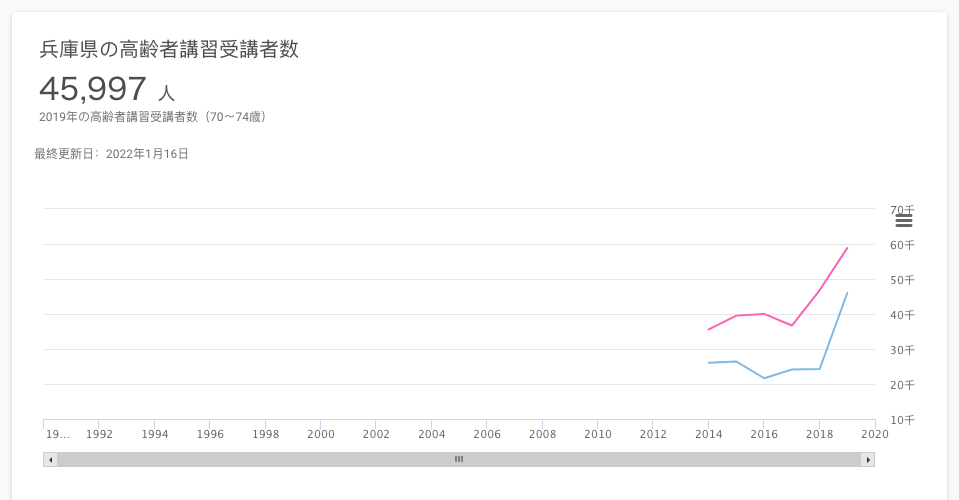 兵庫県の高齢者講習受講者数
45,997 人
2019年の高齢者講習受講者数（70〜74歳）
最終更新日: 2022年1月16日
70千
60千
50千
40千
30千
20千
10千
19... 1992 1994 1996 1998 2000 2002 2004 2006 2008 2010 2012 2014 2016 2018 2020